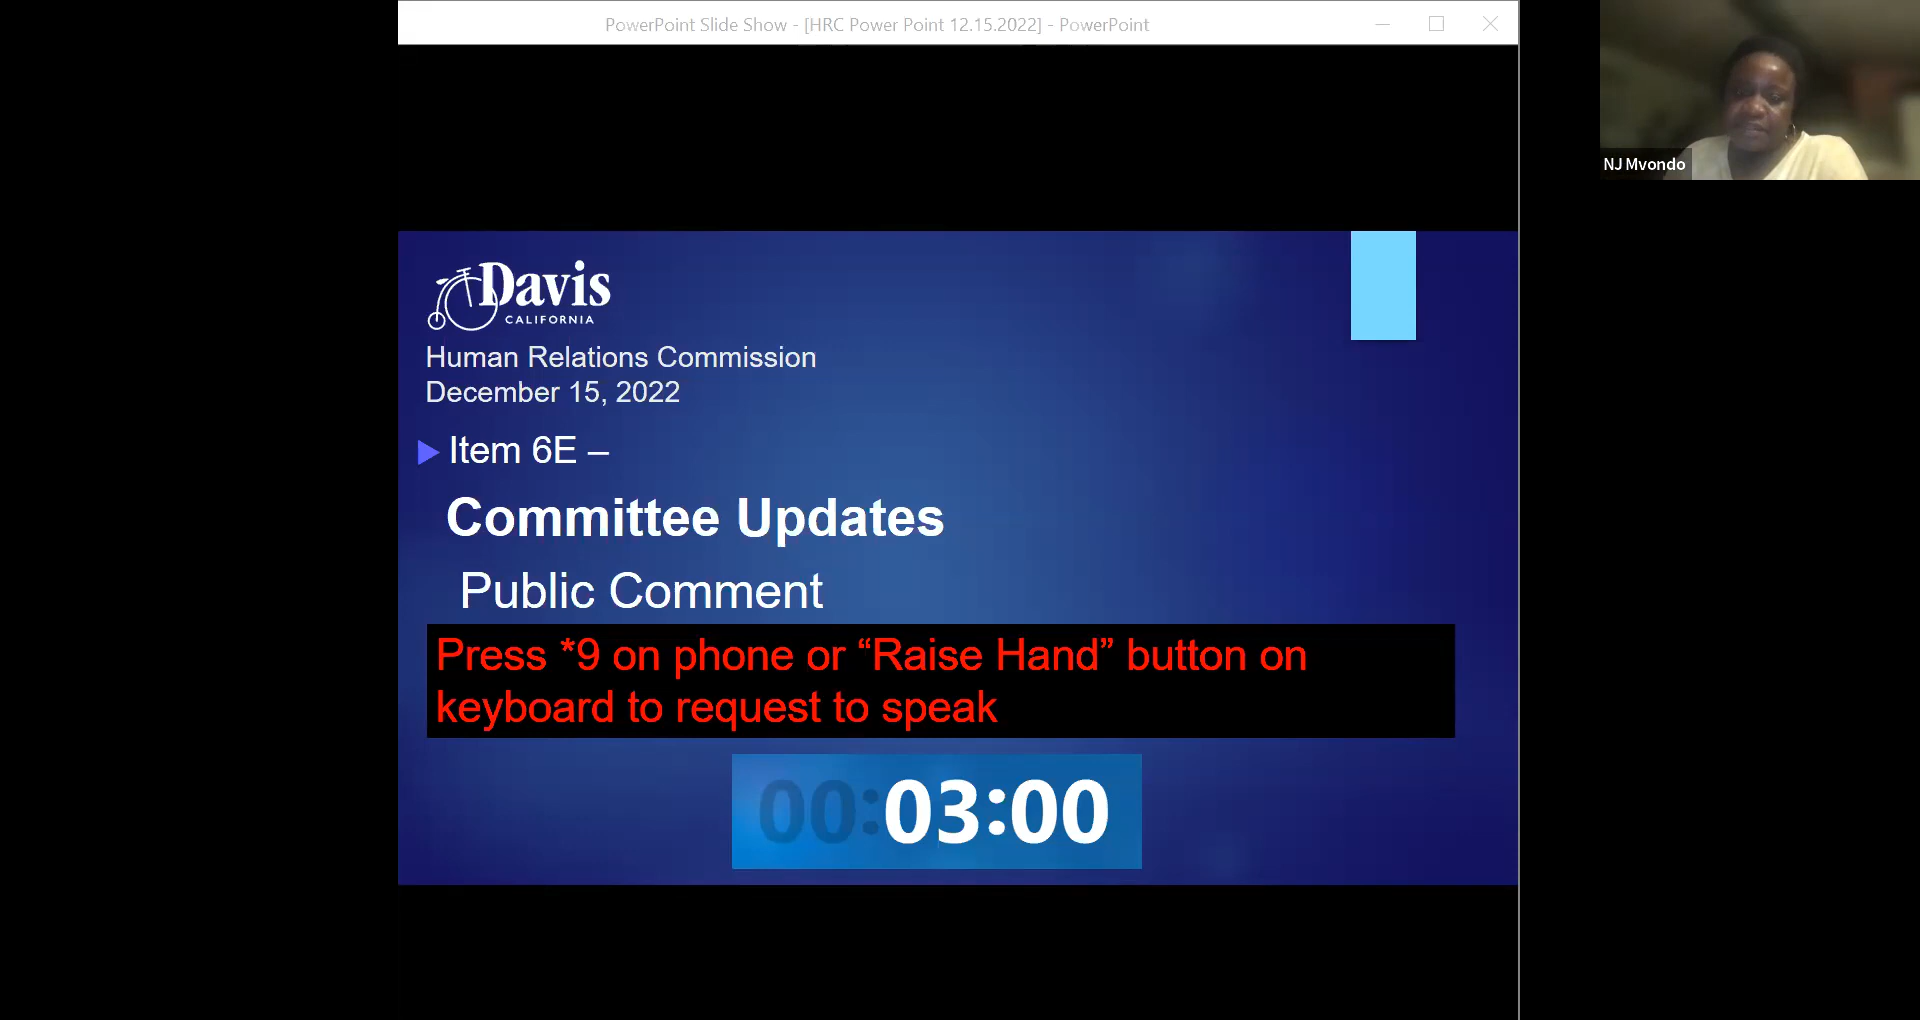 PowerPoint Slide Show - [HRC Power Point 12.15.2022] - PowerPoint
NJ Mvondo
Davis
CALIFORNIA
Human Relations Commission
December 15, 2022
Item 6E –
Committee Updates
Public Comment
Press *9 on phone or “Raise Hand” button on
keyboard to request to speak
00:03:00